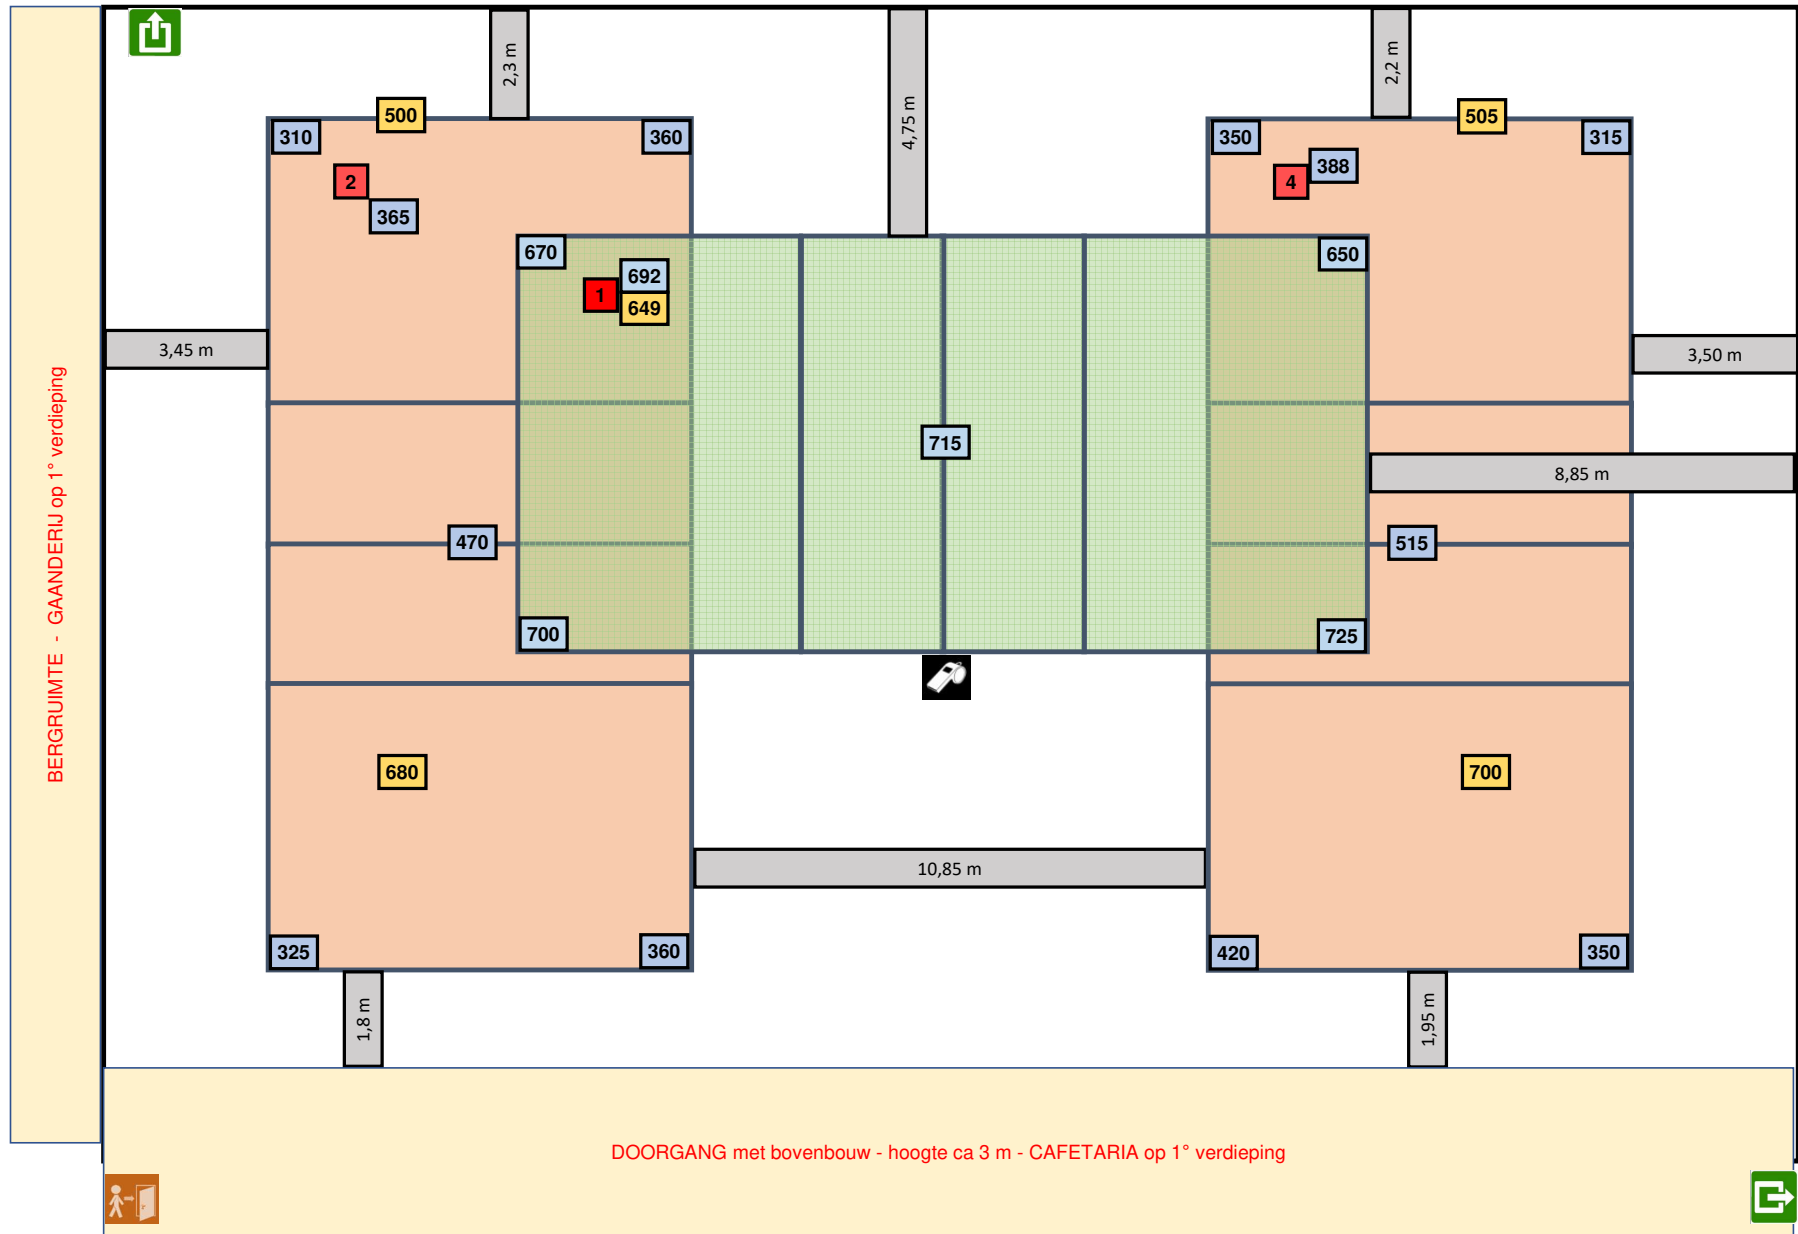 2,3 m
4,75 m
2,2 m
500
505
310
360
350
315
2
365
4
388
670
650
1
692
649
3,45 m
3,50 m
715
8,85 m
470
515
700
725
BERGRUIMTE - GAANDERIJ op 1° verdieping
680
700
10,85 m
325
360
420
350
1,8 m
1,95 m
DOORGANG met bovenbouw - hoogte ca 3 m - CAFETARIA op 1° verdieping